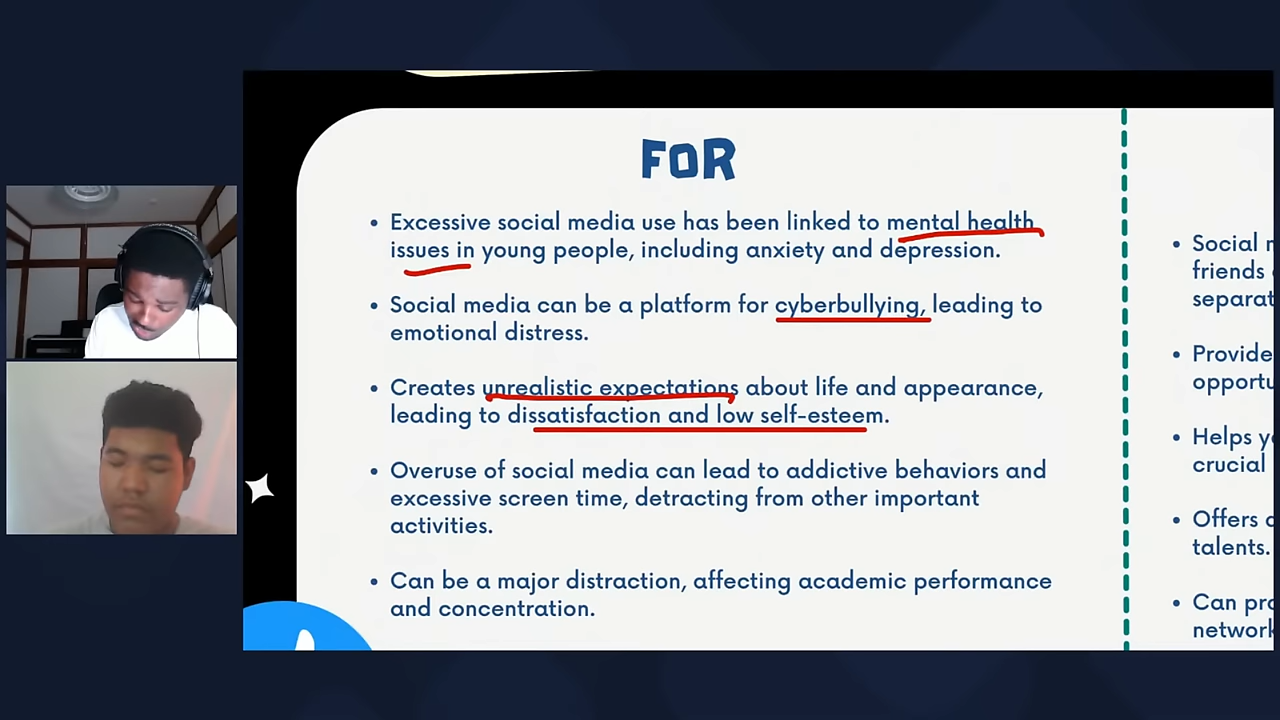 FOR
Excessive social media use has been linked to mental health
issues in young people, including anxiety and depression.
Social media can be a platform for cyberbullying, leading to
emotional distress.
Creates unrealistic expectations about life and appearance,
leading to dissatisfaction and low self-esteem.
Overuse of social media can lead to addictive behaviors and
excessive screen time, detracting from other important
activities.
Can be a major distraction, affecting academic performance
and concentration.
Social
friends
Provide
opportu
Helps
crucial
Offers
talents.
Can
network